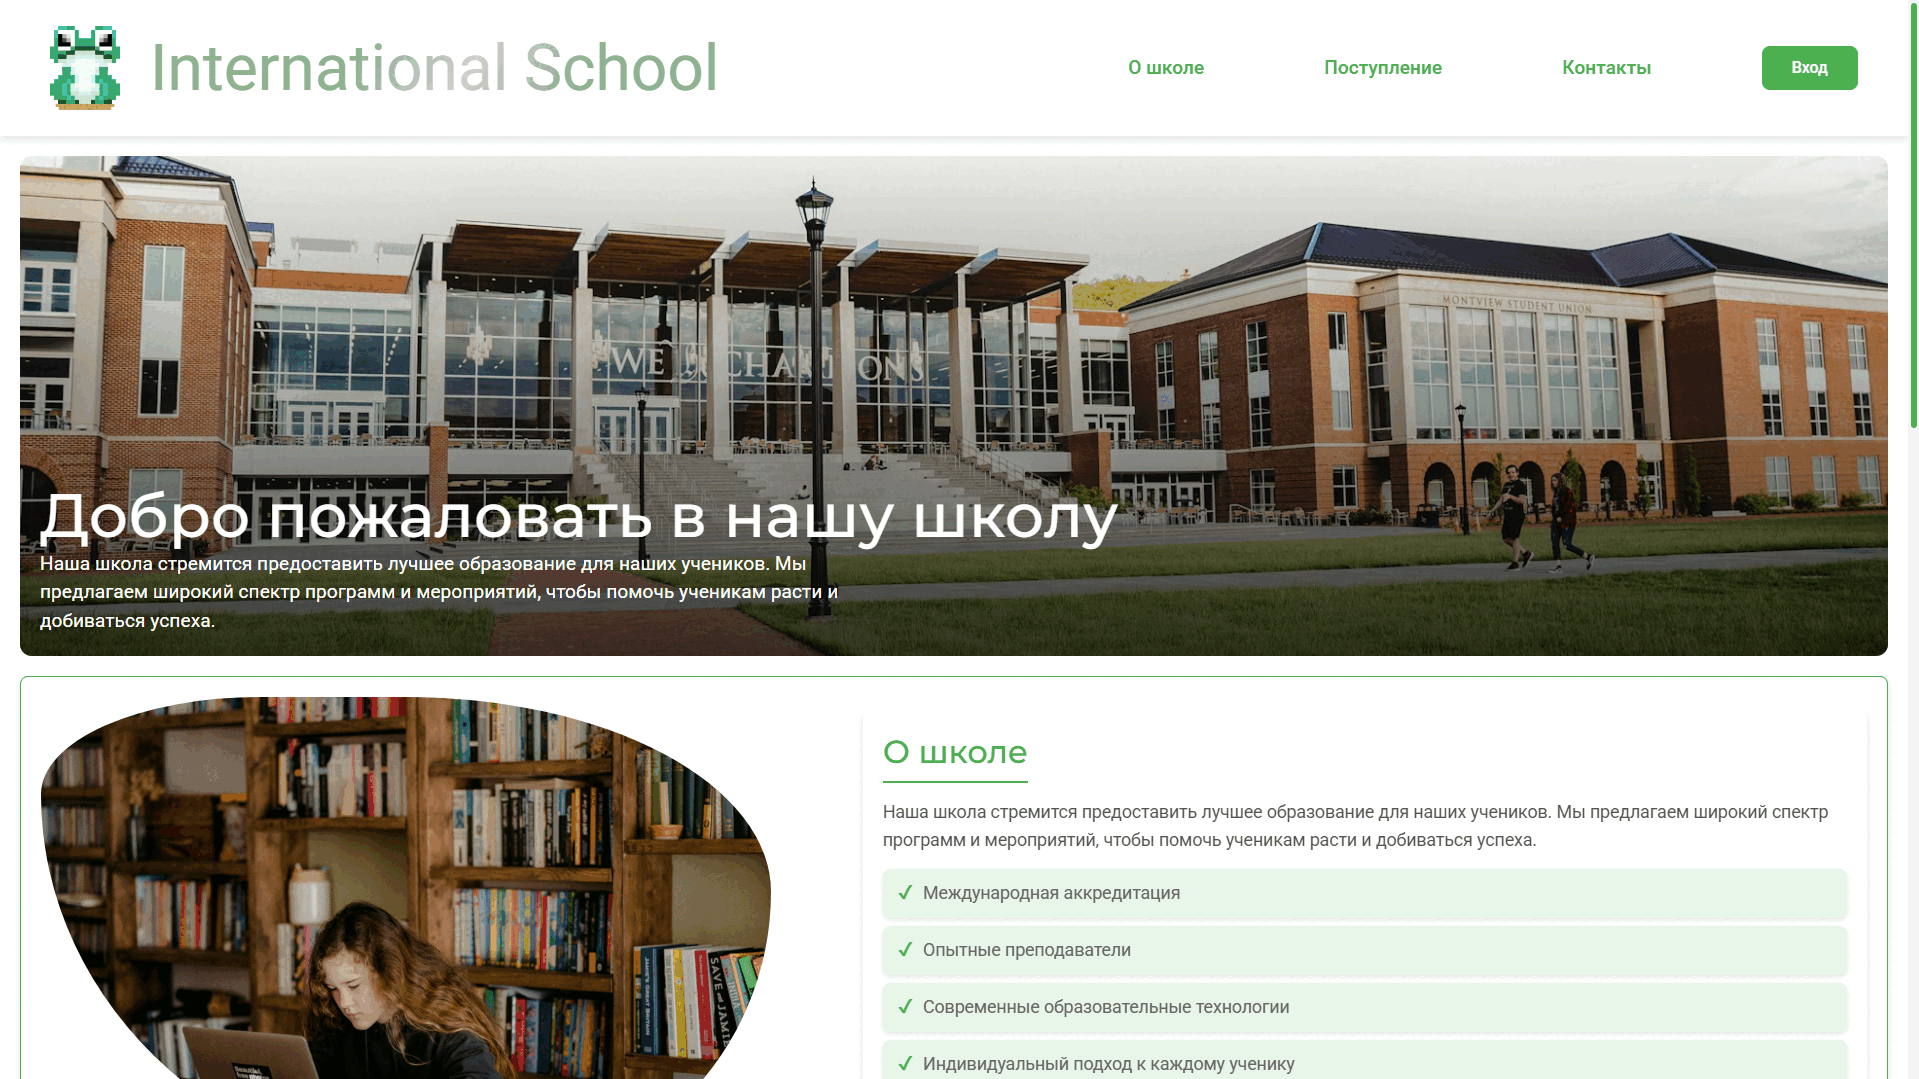 International School
О школе
Поступление
Контакты
Вход
MONTVIEW STUDENT UNION
WE
Добро пожаловать в нашу школу
Наша школа стремится предоставить лучшее образование для наших учеников. Мы
предлагаем широкий спектр программ и мероприятий, чтобы помочь ученикам расти и
добиваться успеха.
О школе
Наша школа стремится предоставить лучшее образование для наших учеников. Мы предлагаем широкий спектр
программ и мероприятий, чтобы помочь ученикам расти и добиваться успеха.
Международная аккредитация
Опытные преподаватели
Современные образовательные технологии
Индивидуальный подход к каждому ученику